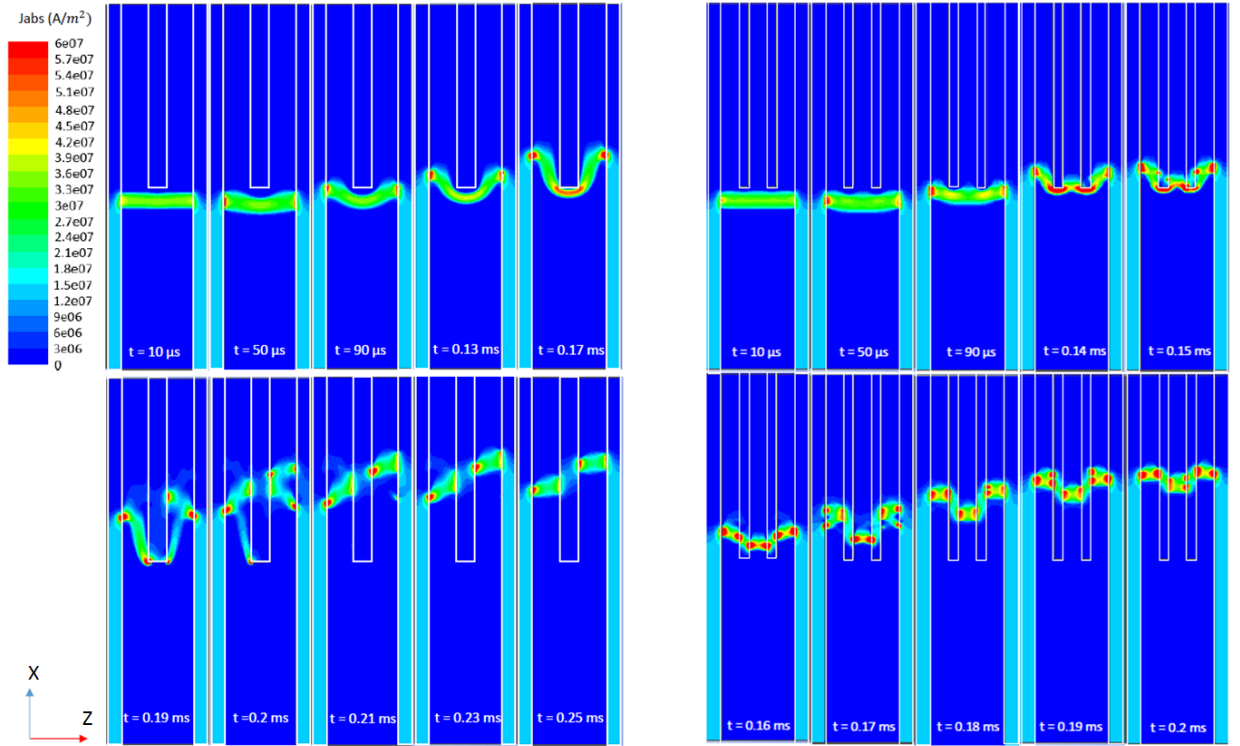 Jabs (A/m²)
6e07
5.7e07
5.4e07
5.1e07
4.8e07
4.5e07
4.2e07
3.9e07
3.6e07
3.3e07
3e07
2.7e07
2.4e07
2.1e07
1.8e07
1.5e07
1.2e07
9e06
6e06
3e06
0
t = 10 µs
t = 50 µs
t = 90 µs
t = 0.13 ms
t = 0.17 ms
t = 10 µs
t = 50 µs
t = 90 µs
t = 0.14 ms
t = 0.15 ms
t = 0.19 ms
t =0.2 ms
t = 0.21 ms
t = 0.23 ms
t = 0.25 ms
t = 0.16 ms
t = 0.17 ms
t = 0.18 ms
t = 0.19 ms
t = 0.2 ms
X
Z